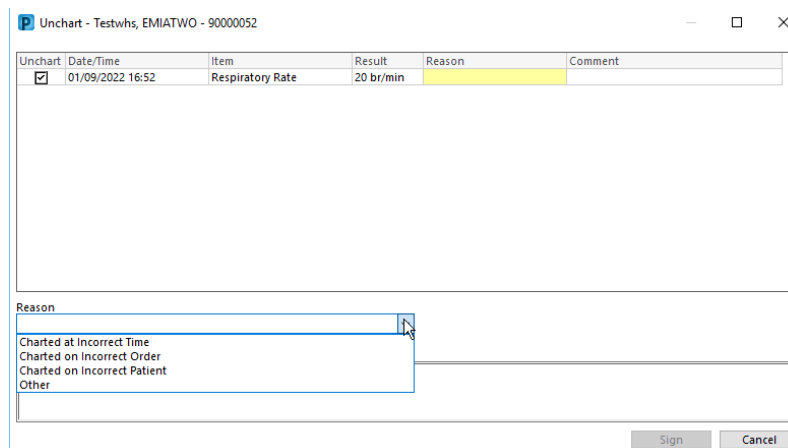 P Unchart - Testwhs, EMIATWO - 90000052
Unchart Date/Time Item Result Reason Comment
01/09/2022 16:52 Respiratory Rate 20 br/min
Reason
Charted at Incorrect Time
Charted on Incorrect Order
Charted on Incorrect Patient
Other
Sign Cancel